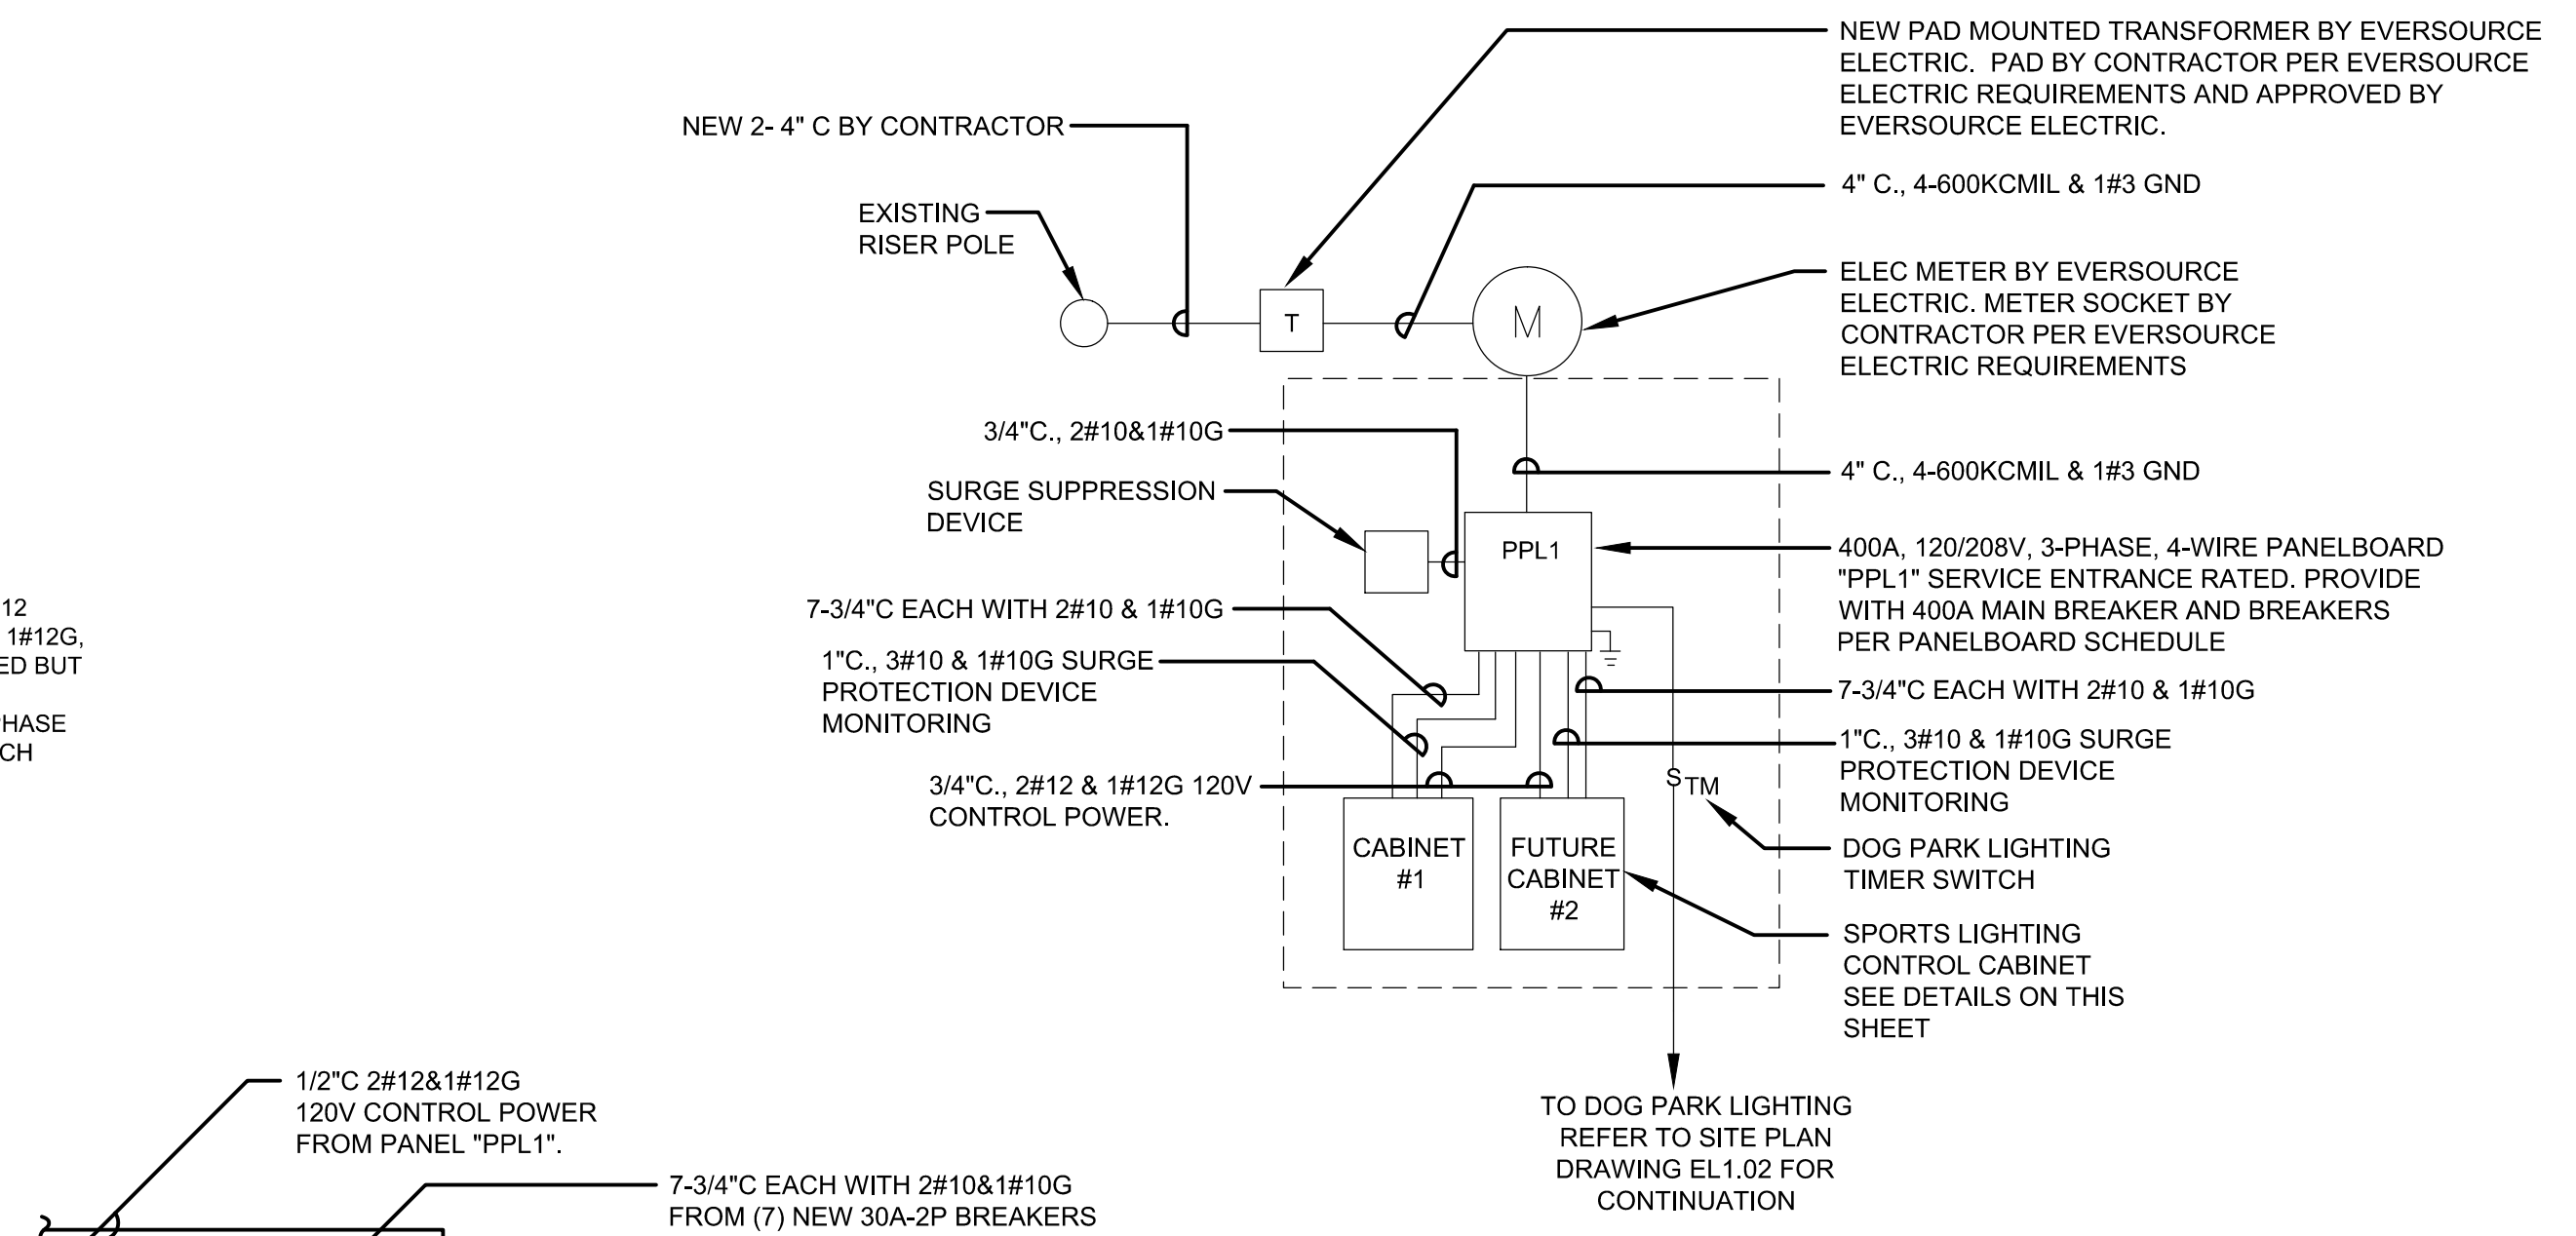 NEW PAD MOUNTED TRANSFORMER BY EVERSOURCE
ELECTRIC.  PAD BY CONTRACTOR PER EVERSOURCE
ELECTRIC REQUIREMENTS AND APPROVED BY
EVERSOURCE ELECTRIC.
NEW 2- 4" C BY CONTRACTOR
4" C., 4-600KCMIL & 1#3 GND
EXISTING
RISER POLE
ELEC METER BY EVERSOURCE
ELECTRIC. METER SOCKET BY
CONTRACTOR PER EVERSOURCE
ELECTRIC REQUIREMENTS
T
M
3/4"C., 2#10&1#10G
4" C., 4-600KCMIL & 1#3 GND
SURGE SUPPRESSION
DEVICE
PPL1
400A, 120/208V, 3-PHASE, 4-WIRE PANELBOARD
"PPL1" SERVICE ENTRANCE RATED. PROVIDE
WITH 400A MAIN BREAKER AND BREAKERS
PER PANELBOARD SCHEDULE
12
1#12G,
ED BUT
PHASE
CH
7-3/4"C EACH WITH 2#10 & 1#10G
1"C., 3#10 & 1#10G SURGE
PROTECTION DEVICE
MONITORING
7-3/4"C EACH WITH 2#10 & 1#10G
1"C., 3#10 & 1#10G SURGE
PROTECTION DEVICE
MONITORING
3/4"C., 2#12 & 1#12G 120V
CONTROL POWER.
STM
DOG PARK LIGHTING
TIMER SWITCH
CABINET
#1
FUTURE
CABINET
#2
SPORTS LIGHTING
CONTROL CABINET
SEE DETAILS ON THIS
SHEET
TO DOG PARK LIGHTING
REFER TO SITE PLAN
DRAWING EL1.02 FOR
CONTINUATION
1/2"C 2#12&1#12G
120V CONTROL POWER
FROM PANEL "PPL1".
7-3/4"C EACH WITH 2#10&1#10G
FROM (7) NEW 30A-2P BREAKERS